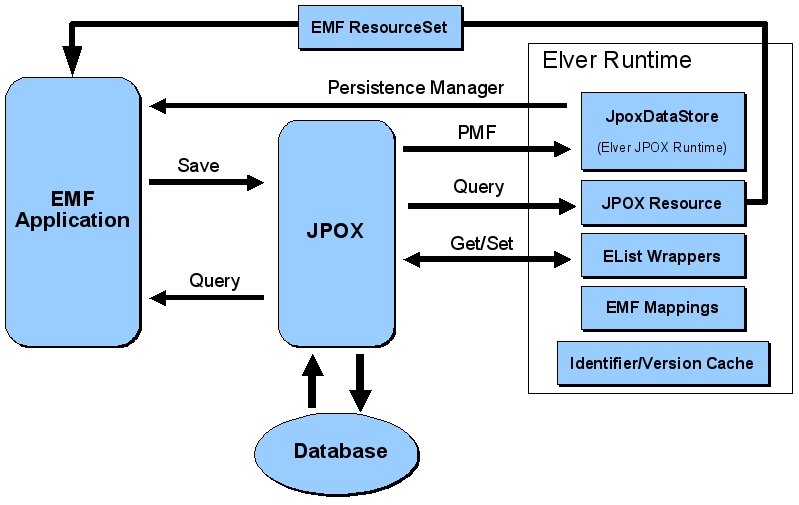 EMF ResourceSet
Elver Runtime
Persistence Manager
JpoxDataStore
(Elver JPOX Runtime)
PMF
Save
Query
JPOX Resource
EMF
Application
JPOX
Get/Set
EList Wrappers
Query
EMF Mappings
Identifier/Version Cache
Database